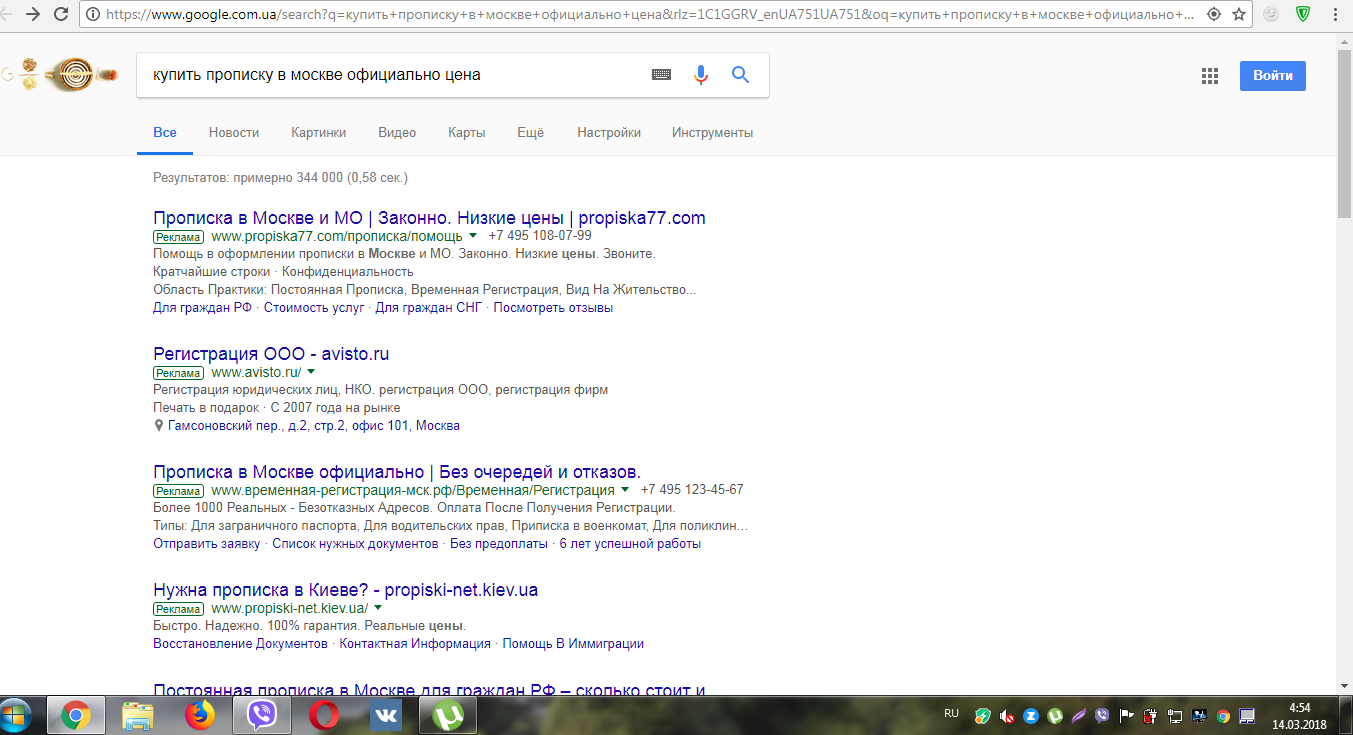 https://www.google.com.ua/search?q=купить+прописку+в+москве+официально+цена&rlz=1C1GGRV_enUA751UA751&oq=купить+прописку+в+москве+официально+...
купить прописку в москве официально цена
Войти
Все Новости Картинки Видео Карты Ещё Настройки Инструменты
Результатов: примерно 344 000 (0,58 сек.)
Прописка в Москве и МО | Законно. Низкие цены | propiska77.com
Реклама www.propiska77.com/прописка/помощь +7 495 108-07-99
Помощь в оформлении прописки в Москве и МО. Законно. Низкие цены. Звоните.
Кратчайшие строки · Конфиденциальность
Область Практики: Постоянная Прописка, Временная Регистрация, Вид На Жительство...
Для граждан РФ · Стоимость услуг · Для граждан СНГ · Посмотреть отзывы
Регистрация ООО - avisto.ru
Реклама www.avisto.ru/
Регистрация юридических лиц, НКО. регистрация ООО, регистрация фирм
Печать в подарок · С 2007 года на рынке
Гамсоновский пер., д.2, стр.2, офис 101, Москва
Прописка в Москве официально | Без очередей и отказов.
Реклама www.временная-регистрация-мск.рф/Временная/Регистрация +7 495 123-45-67
Более 1000 Реальных - Безотказных Адресов. Оплата После Получения Регистрации.
Типы: Для заграничного паспорта, Для водительских прав, Приписка в военкомат, Для поликлин...
Отправить заявку · Список нужных документов · Без предоплаты · 6 лет успешной работы
Нужна прописка в Киеве? - propiski-net.kiev.ua
Реклама www.propiski-net.kiev.ua/
Быстро. Надежно. 100% гарантия. Реальные цены.
Восстановление Документов · Контактная Информация · Помощь В Иммиграции
Постоянная прописка в Москве для граждан РФ – сколько стоит и
RU
4:54
14.03.2018